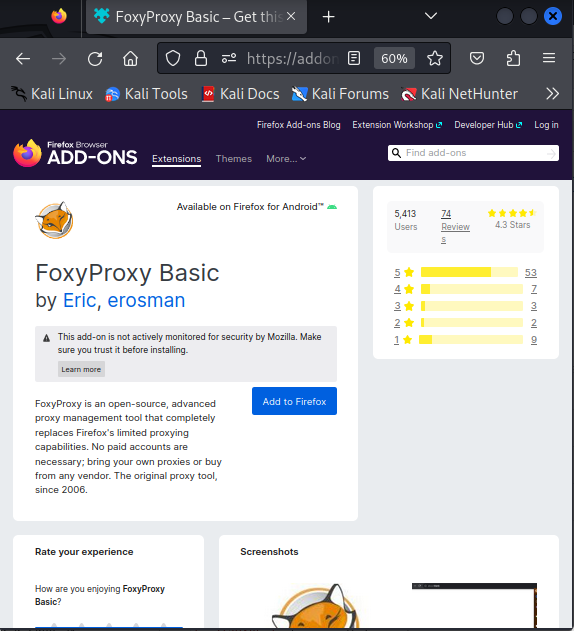 FoxyProxy Basic – Get this
https://addon
60%
Kali Linux
Kali Tools
Kali Docs
Kali Forums
Kali NetHunter
Firefox Add-ons Blog
Extension Workshop
Developer Hub
Log in
Firefox Browser
ADD-ONS
Extensions
Themes
More...
Find add-ons
Available on Firefox for Android™
FoxyProxy Basic
by Eric, erosman
This add-on is not actively monitored for security by Mozilla. Make
sure you trust it before installing.
Learn more
FoxyProxy is an open-source, advanced
proxy management tool that completely
replaces Firefox's limited proxying
capabilities. No paid accounts are
necessary; bring your own proxies or buy
from any vendor. The original proxy tool,
since 2006.
Add to Firefox
5,413
Users
74
Review
s
4.3 Stars
5 53
4 7
3 3
2 2
1 9
Rate your experience
How are you enjoying FoxyProxy
Basic?
Screenshots